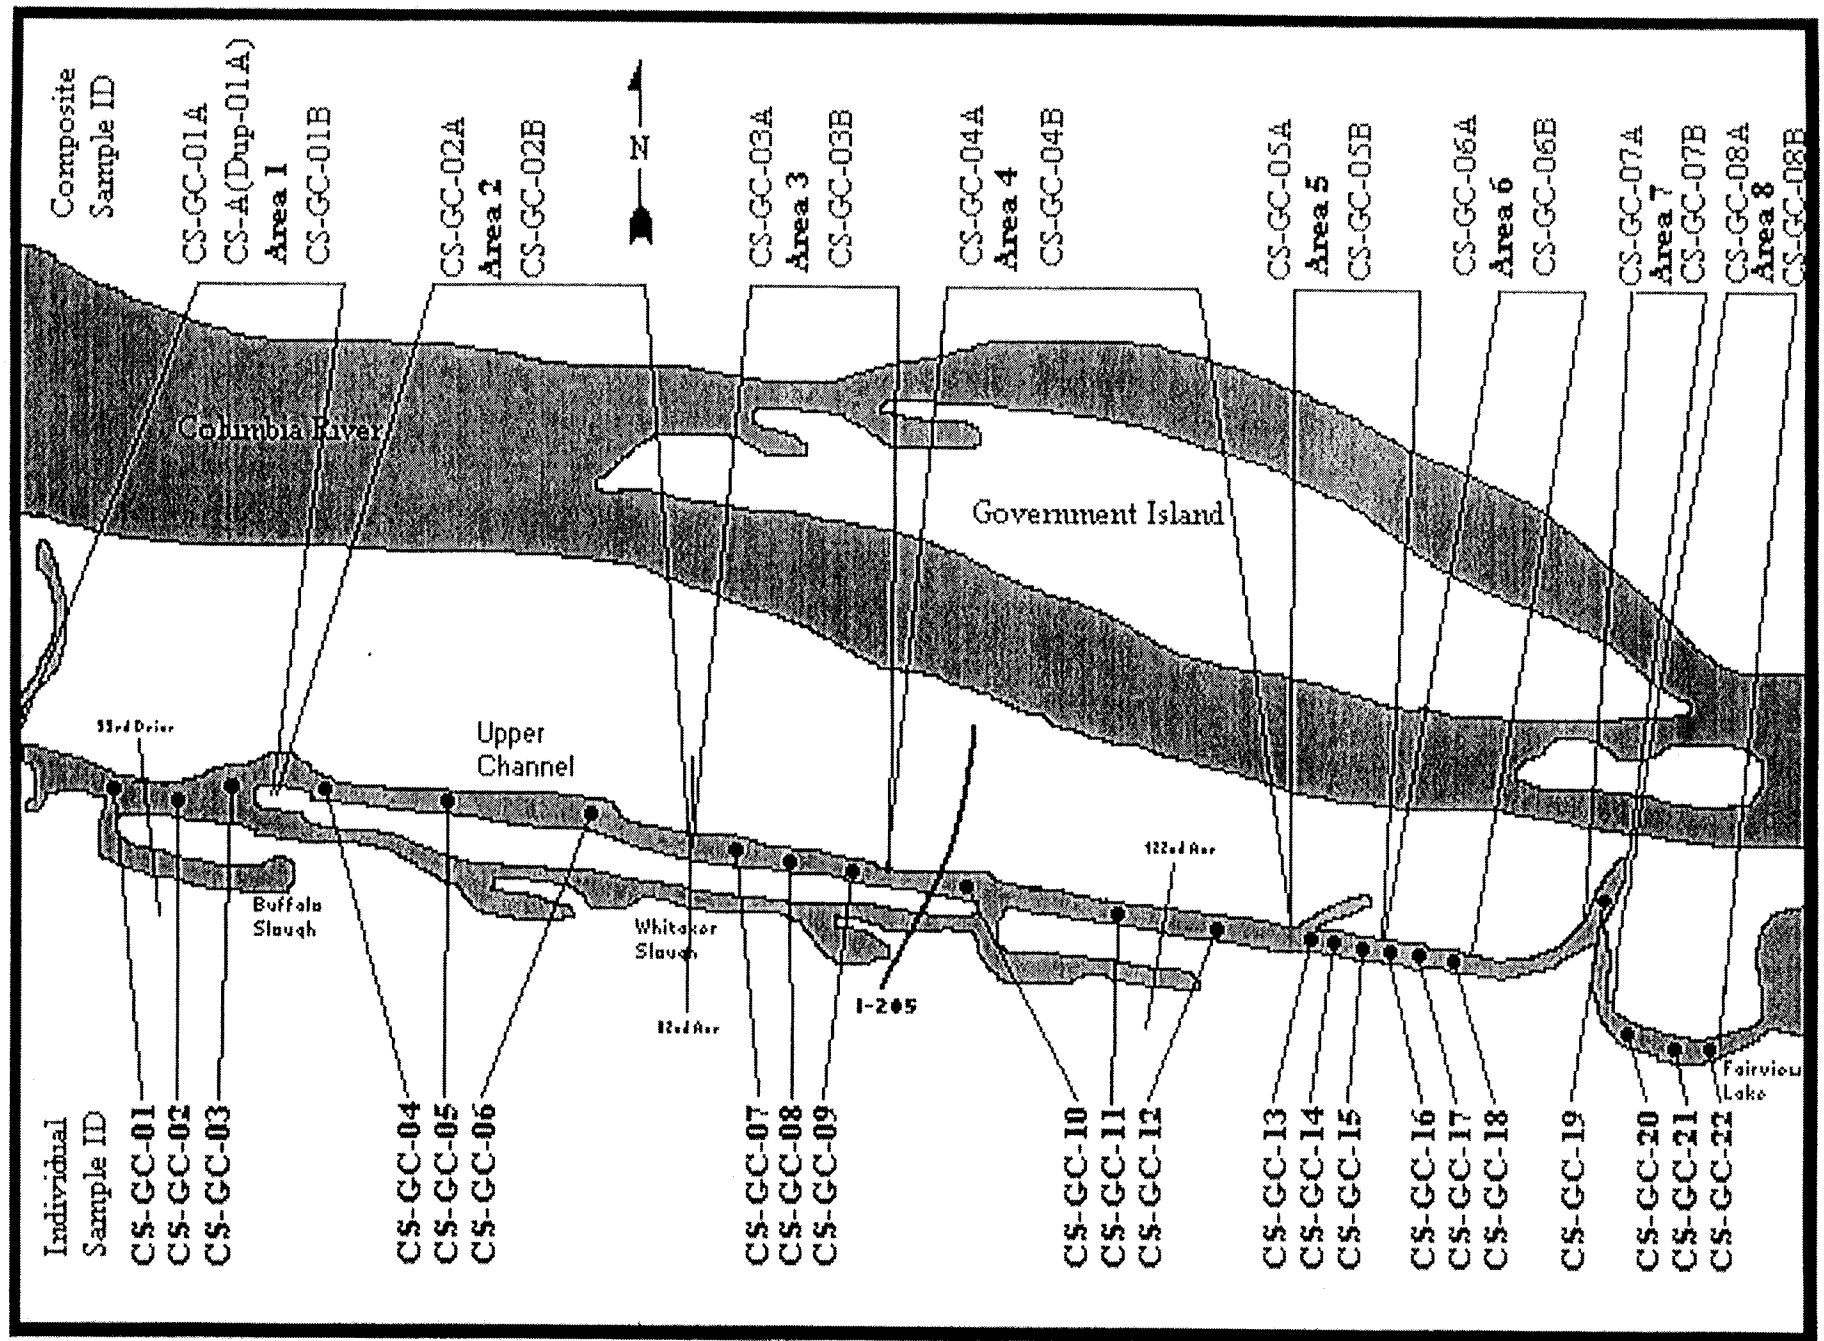 Composite
Sample ID
CS-GC-01A
CS-A(Dup-01A)
Area 1
CS-GC-01B
CS-GC-02A
Area 2
CS-GC-02B
N
CS-GC-03A
Area 3
CS-GC-03B
CS-GC-04A
Area 4
CS-GC-04B
CS-GC-05A
Area 5
CS-GC-05B
CS-GC-06A
Area 6
CS-GC-06B
CS-GC-07A
Area 7
CS-GC-07B
CS-GC-08A
Area 8
CS-GC-08B
Columbia River
Government Island
Upper
Channel
Buffalo
Slough
Whitaker
Slough
82nd Ave
I-205
122nd Ave
Fairview
Lake
Individual
Sample ID
CS-GC-01
CS-GC-02
CS-GC-03
CS-GC-04
CS-GC-05
CS-GC-06
CS-GC-07
CS-GC-08
CS-GC-09
CS-GC-10
CS-GC-11
CS-GC-12
CS-GC-13
CS-GC-14
CS-GC-15
CS-GC-16
CS-GC-17
CS-GC-18
CS-GC-19
CS-GC-20
CS-GC-21
CS-GC-22